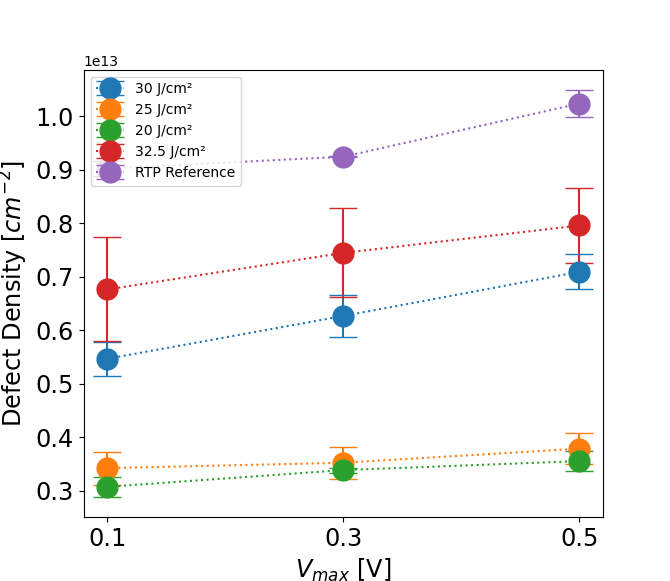 1e13
30 J/cm²
25 J/cm²
20 J/cm²
32.5 J/cm²
RTP Reference
Defect Density [cm⁻²]
1.0
0.9
0.8
0.7
0.6
0.5
0.4
0.3
0.1 0.3 0.5
Vmax [V]